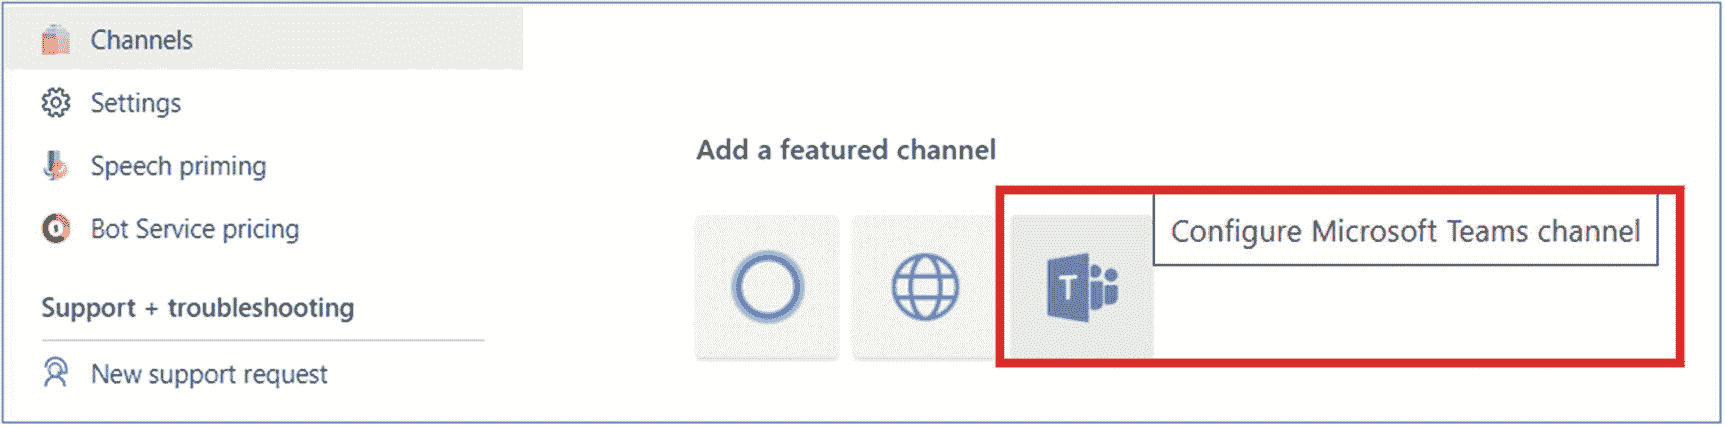 Channels
Settings
Speech priming
Bot Service pricing
Support + troubleshooting
New support request
Add a featured channel
Configure Microsoft Teams channel
T